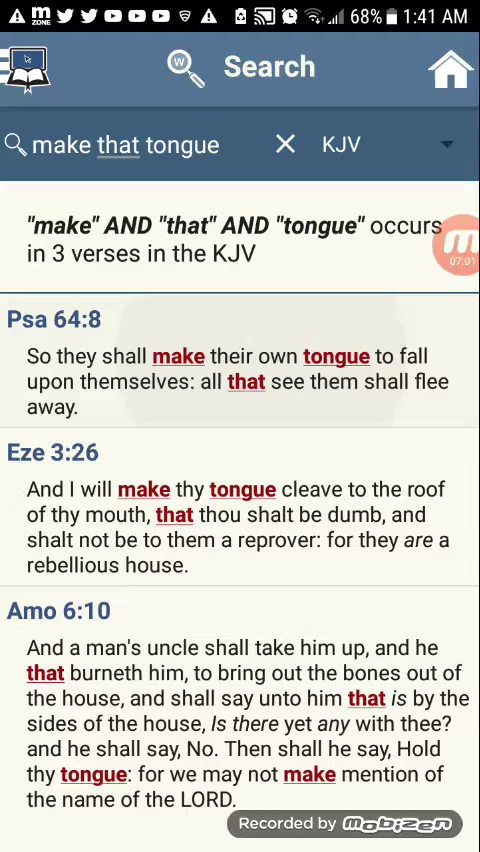 m
ZONE
68% 1:41 AM
W Search
make that tongue KJV
"make" AND "that" AND "tongue" occurs
in 3 verses in the KJV
m
07:01
Psa 64:8
So they shall make their own tongue to fall
upon themselves: all that see them shall flee
away.
Eze 3:26
And I will make thy tongue cleave to the roof
of thy mouth, that thou shalt be dumb, and
shalt not be to them a reprover: for they are a
rebellious house.
Amo 6:10
And a man's uncle shall take him up, and he
that burneth him, to bring out the bones out of
the house, and shall say unto him that is by the
sides of the house, Is there yet any with thee?
and he shall say, No. Then shall he say, Hold
thy tongue: for we may not make mention of
the name of the LORD.
Recorded by mobizen